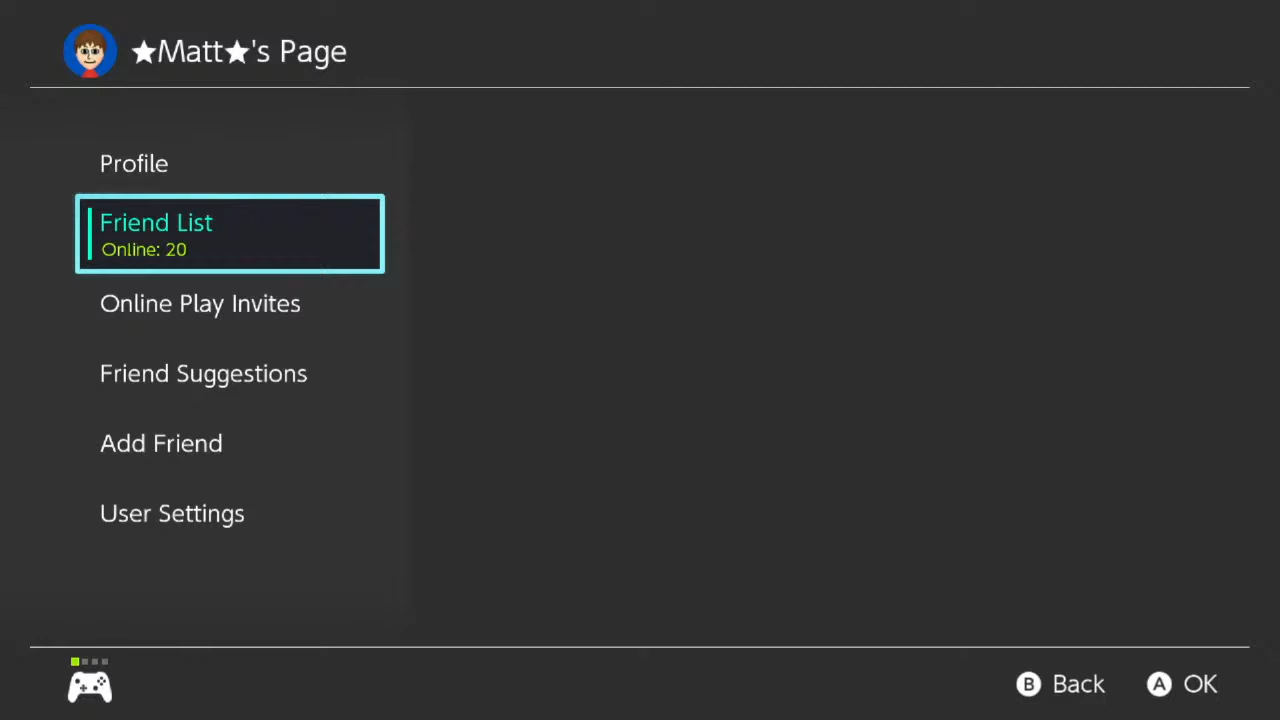 ★Matt★'s Page
Profile
Friend List
Online: 20
Online Play Invites
Friend Suggestions
Add Friend
User Settings
B Back
A OK